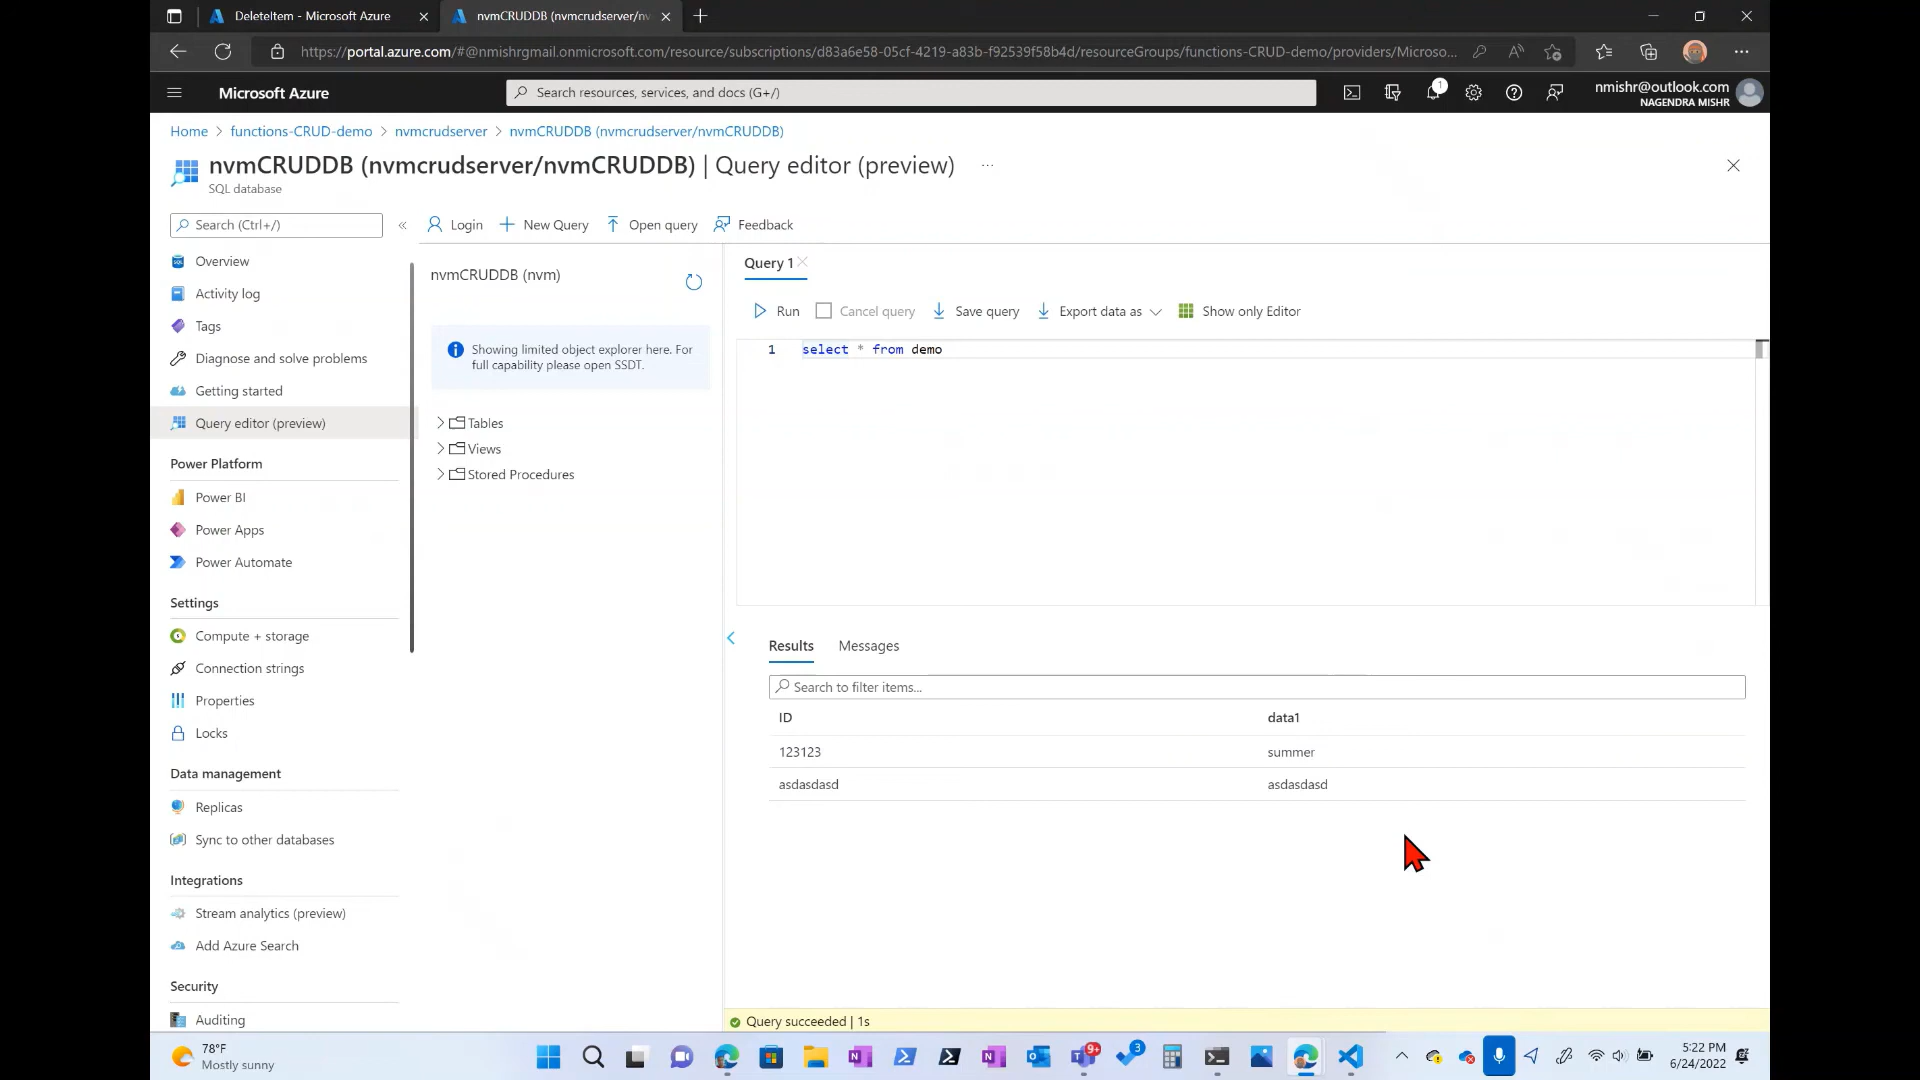 DeleteItem - Microsoft Azure
nvmCRUDDB (nvmcrudserver/nv
https://portal.azure.com/#@nmishrgmail.onmicrosoft.com/resource/subscriptions/d83a6e58-05cf-4219-a83b-f92539f58b4d/resourceGroups/functions-CRUD-demo/providers/Microso...
Microsoft Azure
Search resources, services, and docs (G+/)
1
nmishr@outlook.com
NAGENDRA MISHR
Home > functions-CRUD-demo > nvmcrudserver > nvmCRUDDB (nvmcrudserver/nvmCRUDDB)
nvmCRUDDB (nvmcrudserver/nvmCRUDDB) | Query editor (preview) ...
SQL database
Search (Ctrl+/)
«
Login
New Query
Open query
Feedback
Overview
Activity log
Tags
Diagnose and solve problems
Getting started
Query editor (preview)
Power Platform
Power BI
Power Apps
Power Automate
Settings
Compute + storage
Connection strings
Properties
Locks
Data management
Replicas
Sync to other databases
Integrations
Stream analytics (preview)
Add Azure Search
Security
Auditing
nvmCRUDDB (nvm)
Showing limited object explorer here. For
full capability please open SSDT.
Tables
Views
Stored Procedures
Query 1
Run
Cancel query
Save query
Export data as
Show only Editor
1 select * from demo
Results
Messages
Search to filter items...
ID data1
123123 summer
asdasdasd asdasdasd
Query succeeded | 1s
78°F
Mostly sunny
9+
3
5:22 PM
6/24/2022